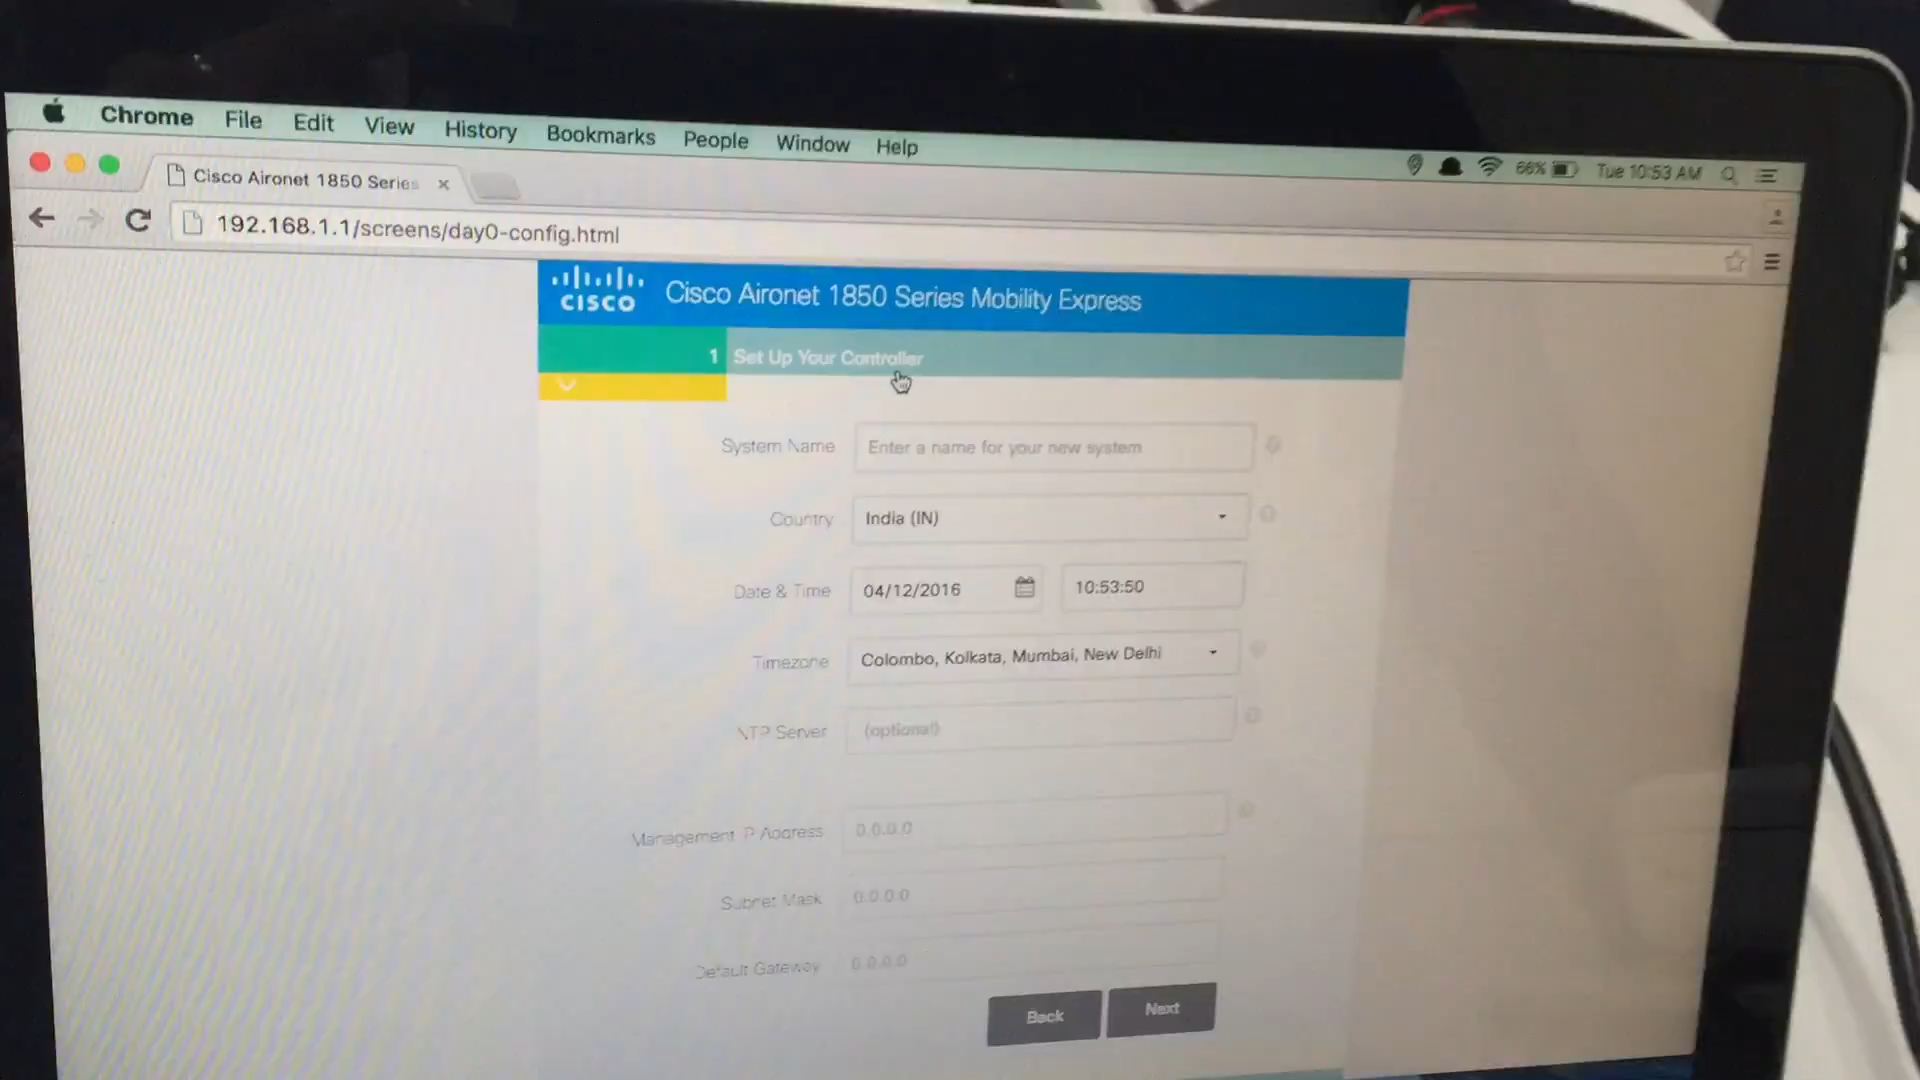 Chrome File Edit View History Bookmarks People Window Help
66% Tue 10:53 AM
Cisco Aironet 1850 Series
192.168.1.1/screens/day0-config.html
CISCO Cisco Aironet 1850 Series Mobility Express
1 Set Up Your Controller
System Name Enter a name for your new system
Country India (IN)
Date & Time 04/12/2016 10:53:50
Timezone Colombo, Kolkata, Mumbai, New Delhi
NTP Server (optional)
Management IP Address 0.0.0.0
Subnet Mask 0.0.0.0
Default Gateway 0.0.0.0
Back Next